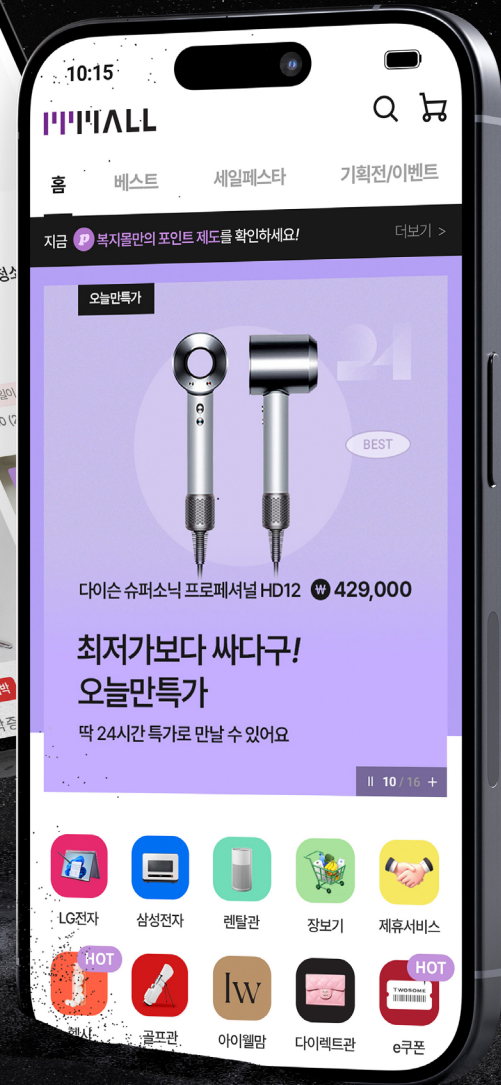 10:15
MALL
홈 베스트 세일페스타 기획전/이벤트
지금 P 복지몰만의 포인트 제도를 확인하세요! 더보기 >
오늘만특가
24
BEST
다이슨 슈퍼소닉 프로페셔널 HD12 ₩ 429,000
최저가보다 싸다구!
오늘만특가
딱 24시간 특가로 만날 수 있어요
10 / 16 +
LG전자 삼성전자 렌탈관 장보기 제휴서비스
HOT
HOT
Iw
TWOSOME
골프관 아이웰맘 다이렉트관 e쿠폰